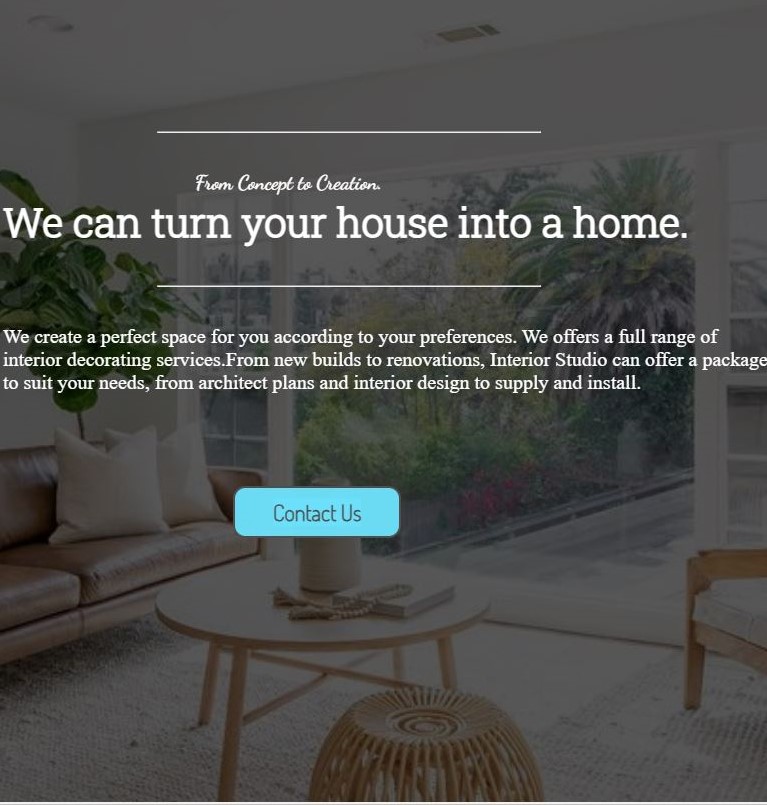 From Concept to Creation.
We can turn your house into a home.
We create a perfect space for you according to your preferences. We offers a full range of
interior decorating services.From new builds to renovations, Interior Studio can offer a package
to suit your needs, from architect plans and interior design to supply and install.
Contact Us